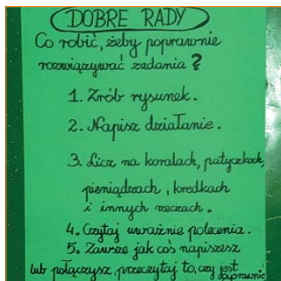 DOBRE RADY
Co robić, żeby poprawnie
rozwiązywać zadania ?
1. Zrób rysunek.
2. Napisz działanie.
3. Licz na koralach, patyczkach,
pieniądzach, kredkach
i innych rzeczach.
4. Czytaj uważnie polecenia.
5. Zawsze jak coś napiszesz
lub połączysz, przeczytaj to, czy jest
poprawnie